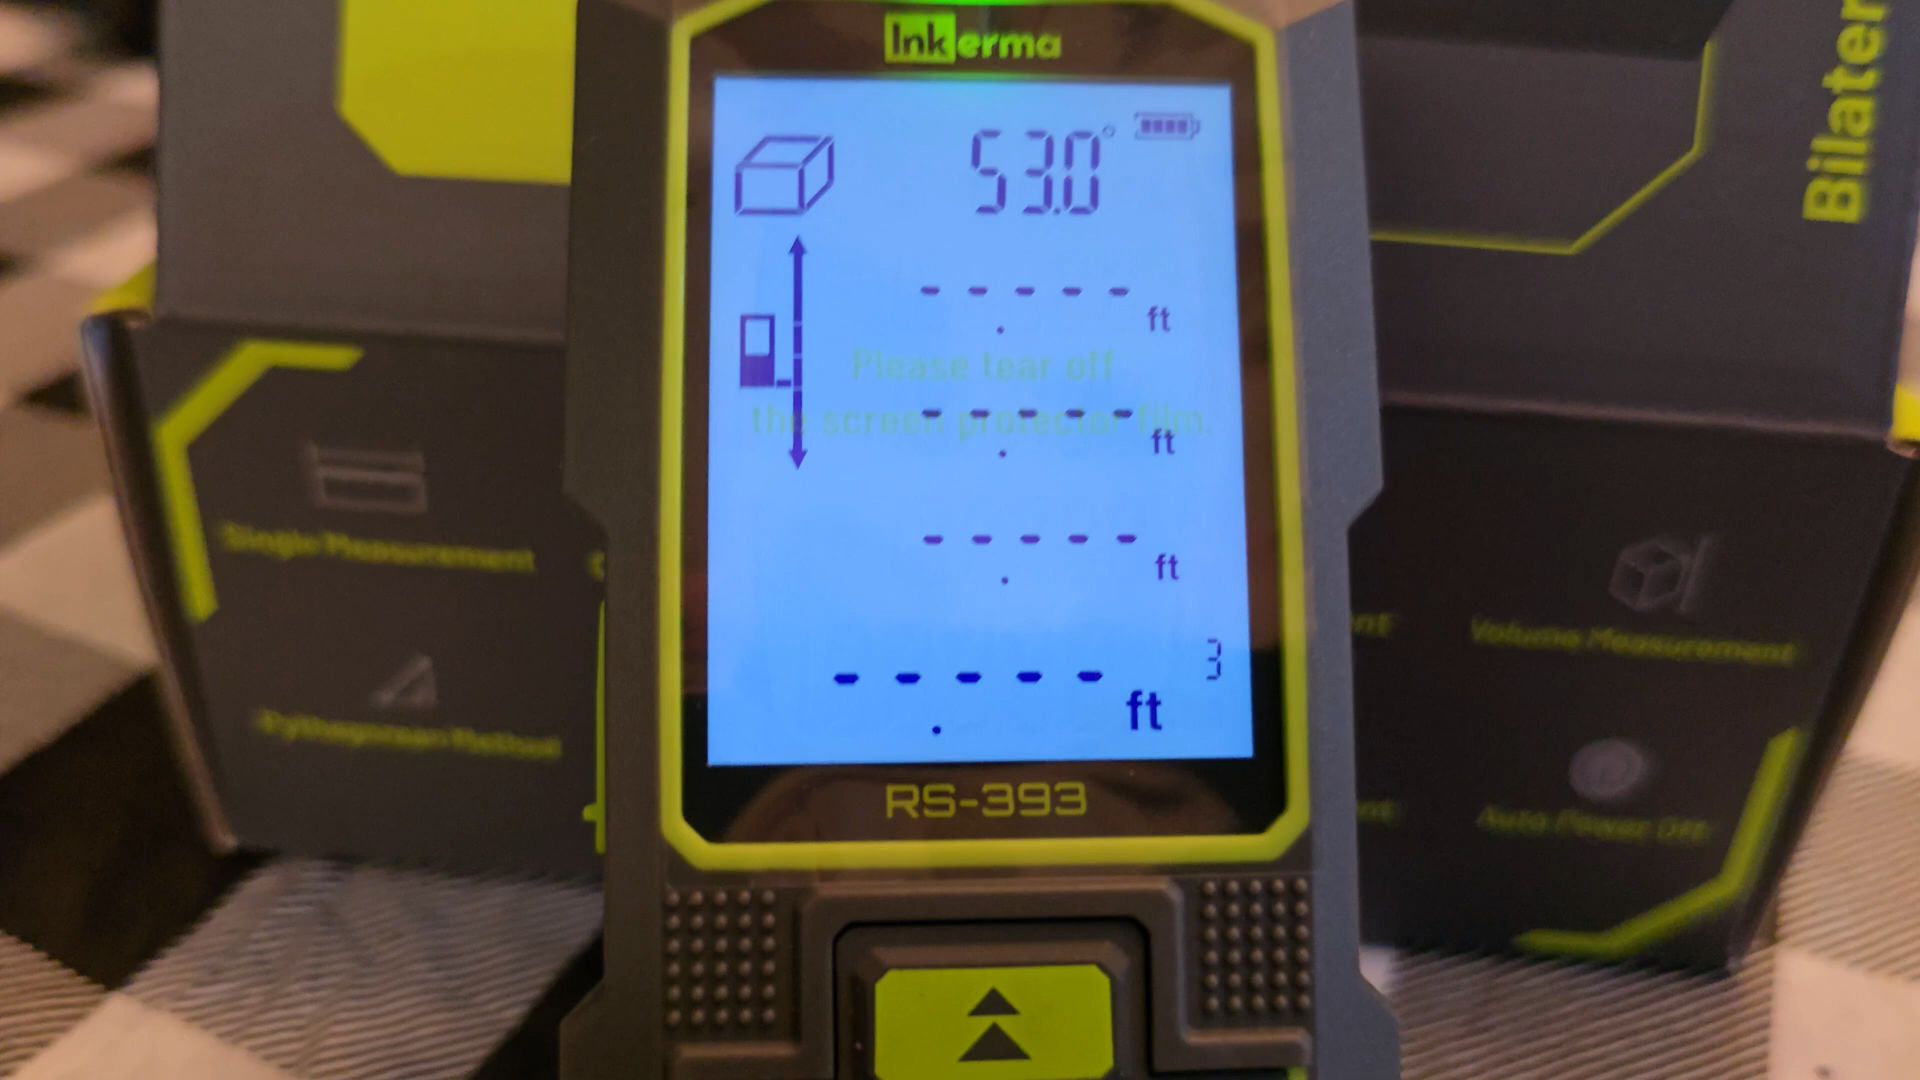 Inkerma
53.0°
- - - - - . ft
Please tear off
- - - - - . ft
the screen protector film.
- - - - - . ft
- - - - - . ft 3
RS-393
Bilater
Single Measurement
Pythagorean Method
Volume Measurement
Auto Power Off